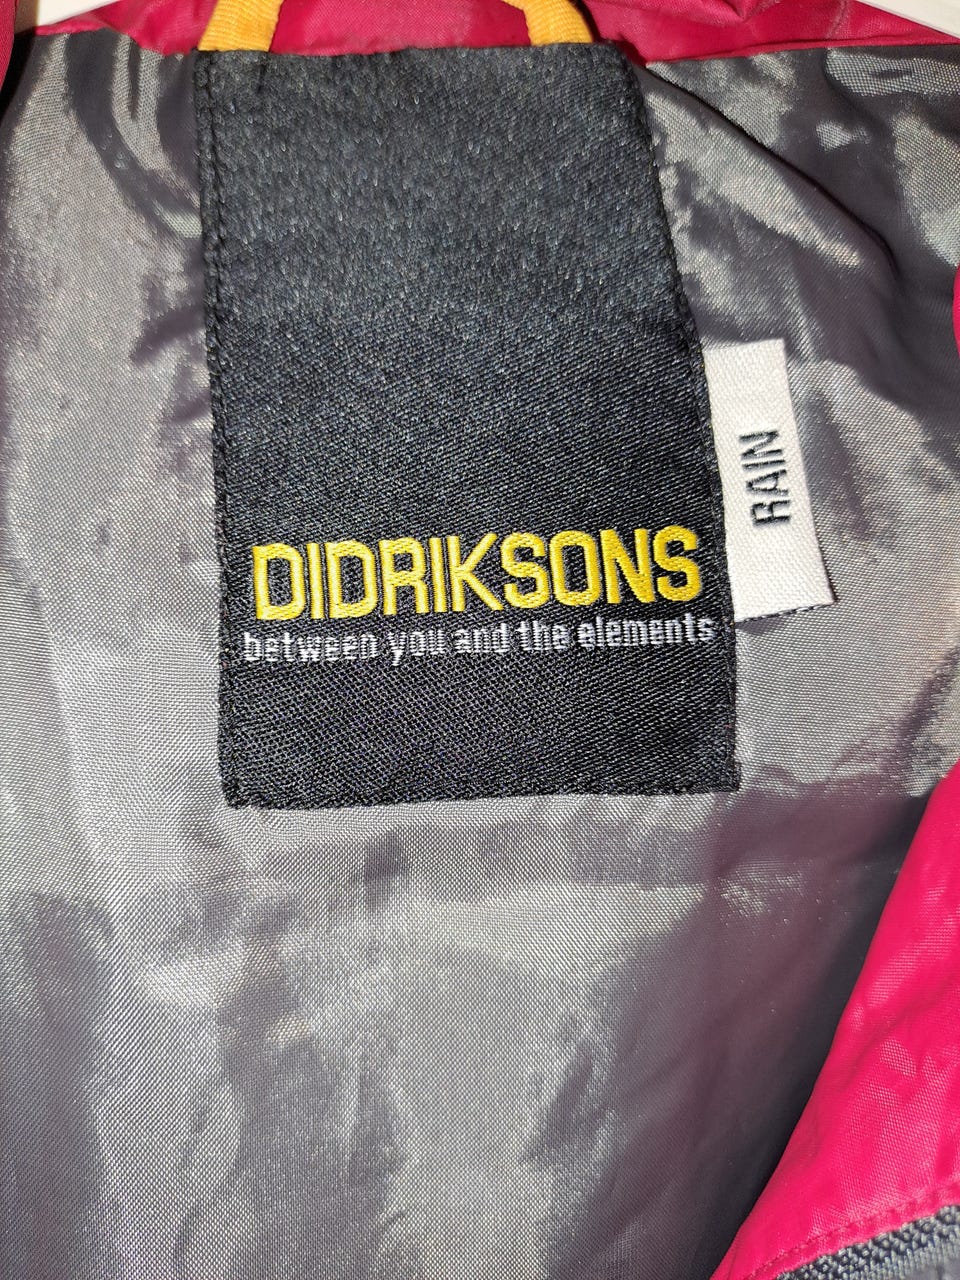 DIDRIKSONS
between you and the elements
RAIN